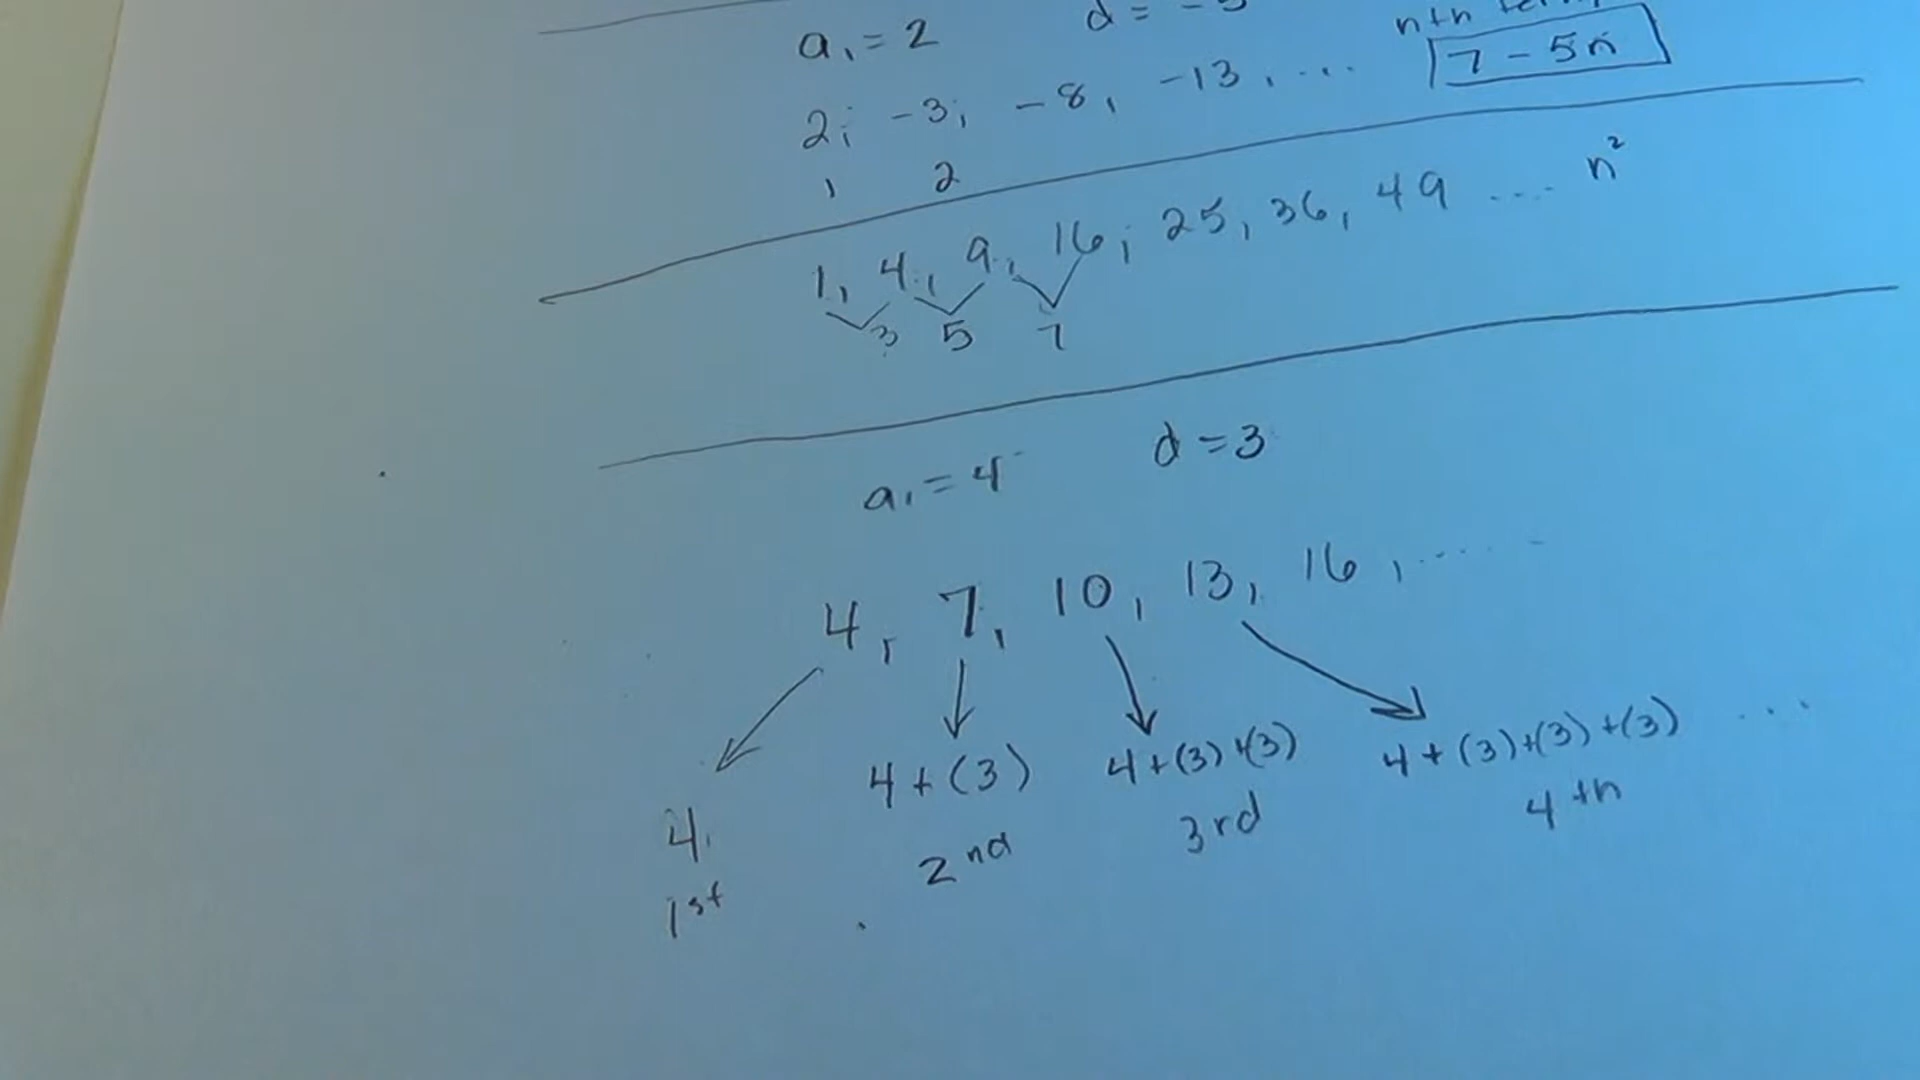 a₁ = 2 d = -5 nth term
2, -3, -8, -13, ... 7 - 5n
1 2
1, 4, 9, 16, 25, 36, 49 .... n²
3 5 7
a₁ = 4 d = 3
4, 7, 10, 13, 16, .....
4 4 + (3) 4 + (3) + (3) 4 + (3) + (3) + (3) ...
1st 2nd 3rd 4th